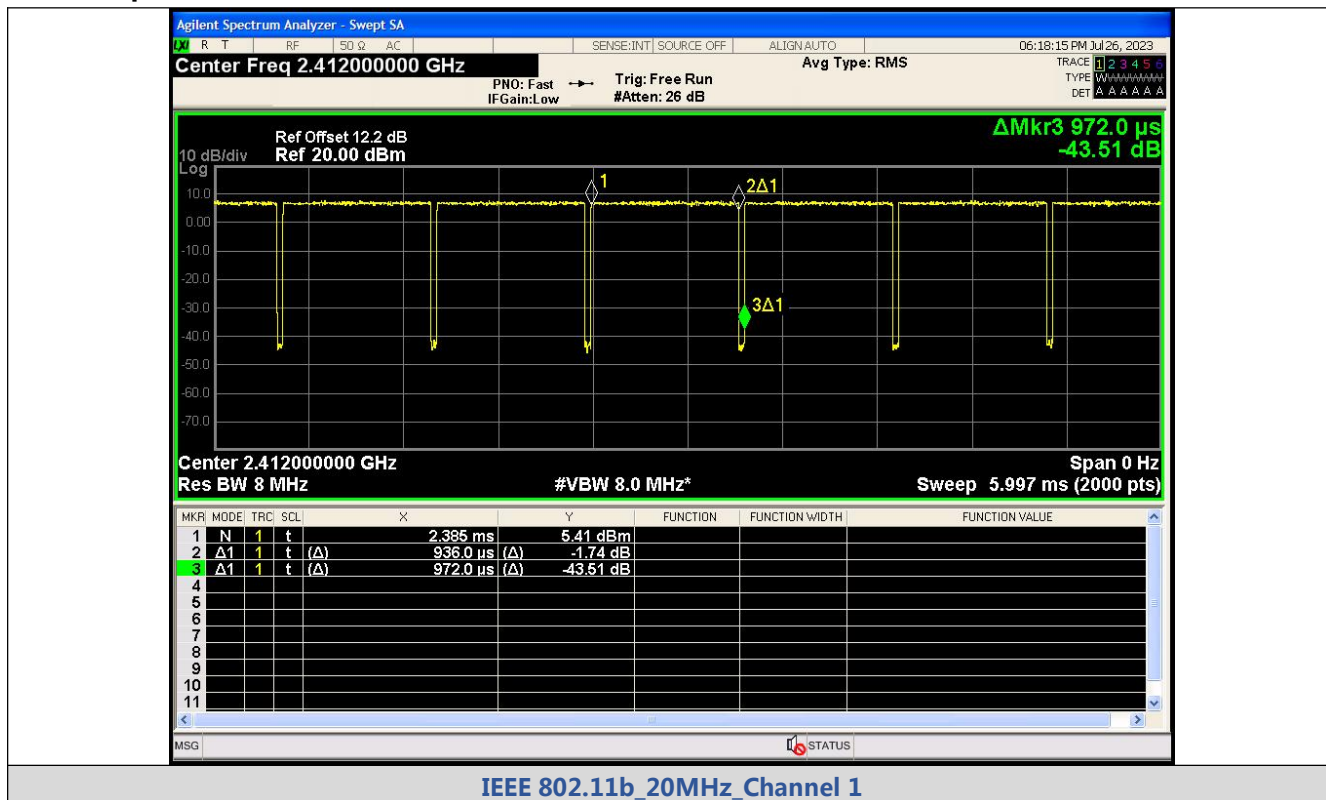 Agilent Spectrum Analyzer - Swept SA
LXI R T RF 50 Ω AC SENSE:INT SOURCE OFF ALIGN AUTO 06:18:15 PM Jul 26, 2023
Center Freq 2.412000000 GHz Avg Type: RMS TRACE 1 2 3 4 5 6
PNO: Fast Trig: Free Run TYPE W
IFGain:Low #Atten: 26 dB DET A A A A A A
ΔMkr3 972.0 µs
Ref Offset 12.2 dB
10 dB/div Ref 20.00 dBm -43.51 dB
Log
1
2Δ1
10.0
0.00
-10.0
-20.0
3Δ1
-30.0
-40.0
-50.0
-60.0
-70.0
Center 2.412000000 GHz Span 0 Hz
Res BW 8 MHz #VBW 8.0 MHz* Sweep 5.997 ms (2000 pts)
MKR MODE TRC SCL X Y FUNCTION FUNCTION WIDTH FUNCTION VALUE
1 N 1 t 2.385 ms 5.41 dBm
2 Δ1 1 t (Δ) 936.0 µs (Δ) -1.74 dB
3 Δ1 1 t (Δ) 972.0 µs (Δ) -43.51 dB
4
5
6
7
8
9
10
11
MSG STATUS
IEEE 802.11b_20MHz_Channel 1